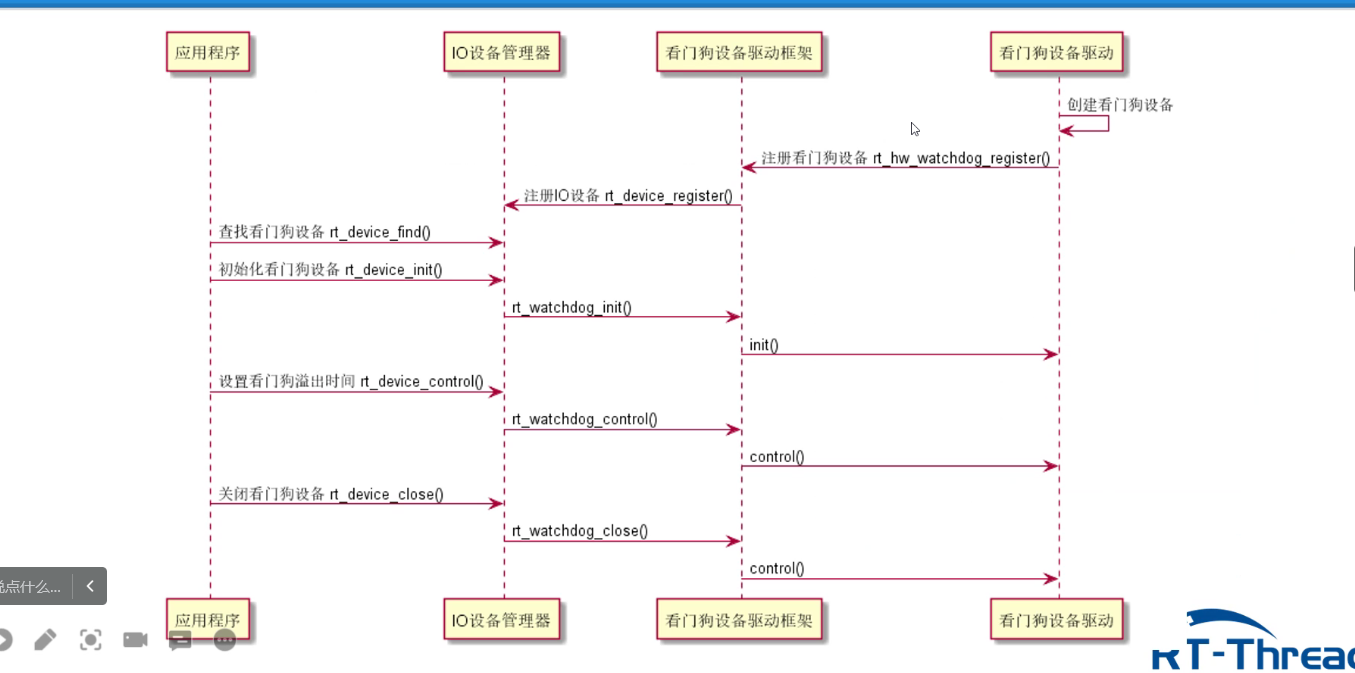 应用程序
IO设备管理器
看门狗设备驱动框架
看门狗设备驱动
创建看门狗设备
注册看门狗设备 rt_hw_watchdog_register()
注册IO设备 rt_device_register()
查找看门狗设备 rt_device_find()
初始化看门狗设备 rt_device_init()
rt_watchdog_init()
init()
设置看门狗溢出时间 rt_device_control()
rt_watchdog_control()
control()
关闭看门狗设备 rt_device_close()
rt_watchdog_close()
control()
点什么...
应用程序
IO设备管理器
看门狗设备驱动框架
看门狗设备驱动
RT-Threa